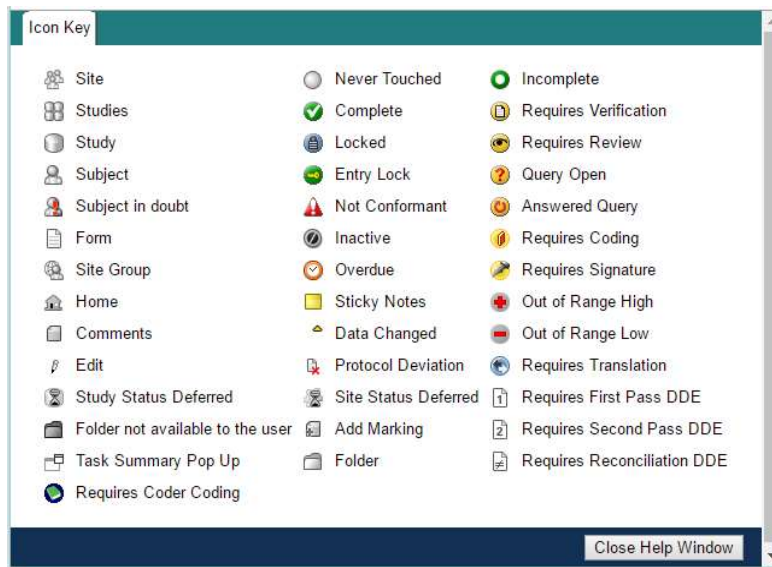 Icon Key
Site
Never Touched
Incomplete
Studies
Complete
Requires Verification
Study
Locked
Requires Review
Subject
Entry Lock
Query Open
Subject in doubt
Not Conformant
Answered Query
Form
Inactive
Requires Coding
Site Group
Overdue
Requires Signature
Home
Sticky Notes
Out of Range High
Comments
Data Changed
Out of Range Low
Edit
Protocol Deviation
Requires Translation
Study Status Deferred
Site Status Deferred
1 Requires First Pass DDE
Folder not available to the user
Add Marking
2 Requires Second Pass DDE
Task Summary Pop Up
Folder
≠ Requires Reconciliation DDE
Requires Coder Coding
Close Help Window